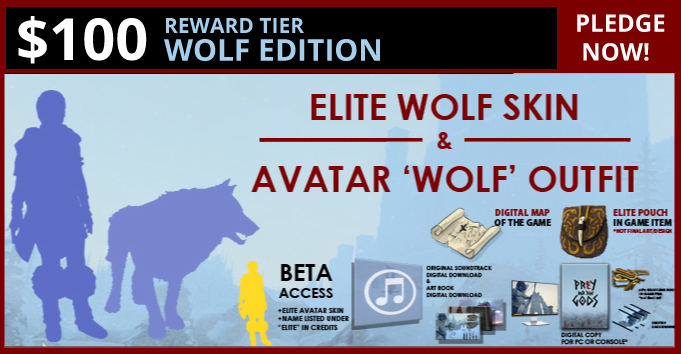 $100
REWARD TIER
WOLF EDITION
PLEDGE
NOW!
ELITE WOLF SKIN
&
AVATAR ‘WOLF’ OUTFIT
DIGITAL MAP
OF THE GAME
ELITE POUCH
IN GAME ITEM
*NOT FINAL ART/DESIGN
BETA
ACCESS
+ELITE AVATAR SKIN
+NAME LISTED UNDER
"ELITE" IN CREDITS
ORIGINAL SOUNDTRACK
DIGITAL DOWNLOAD
&
ART BOOK
DIGITAL DOWNLOAD
PREY
FOR THE
GODS
DIGITAL COPY
FOR PC OR CONSOLE*